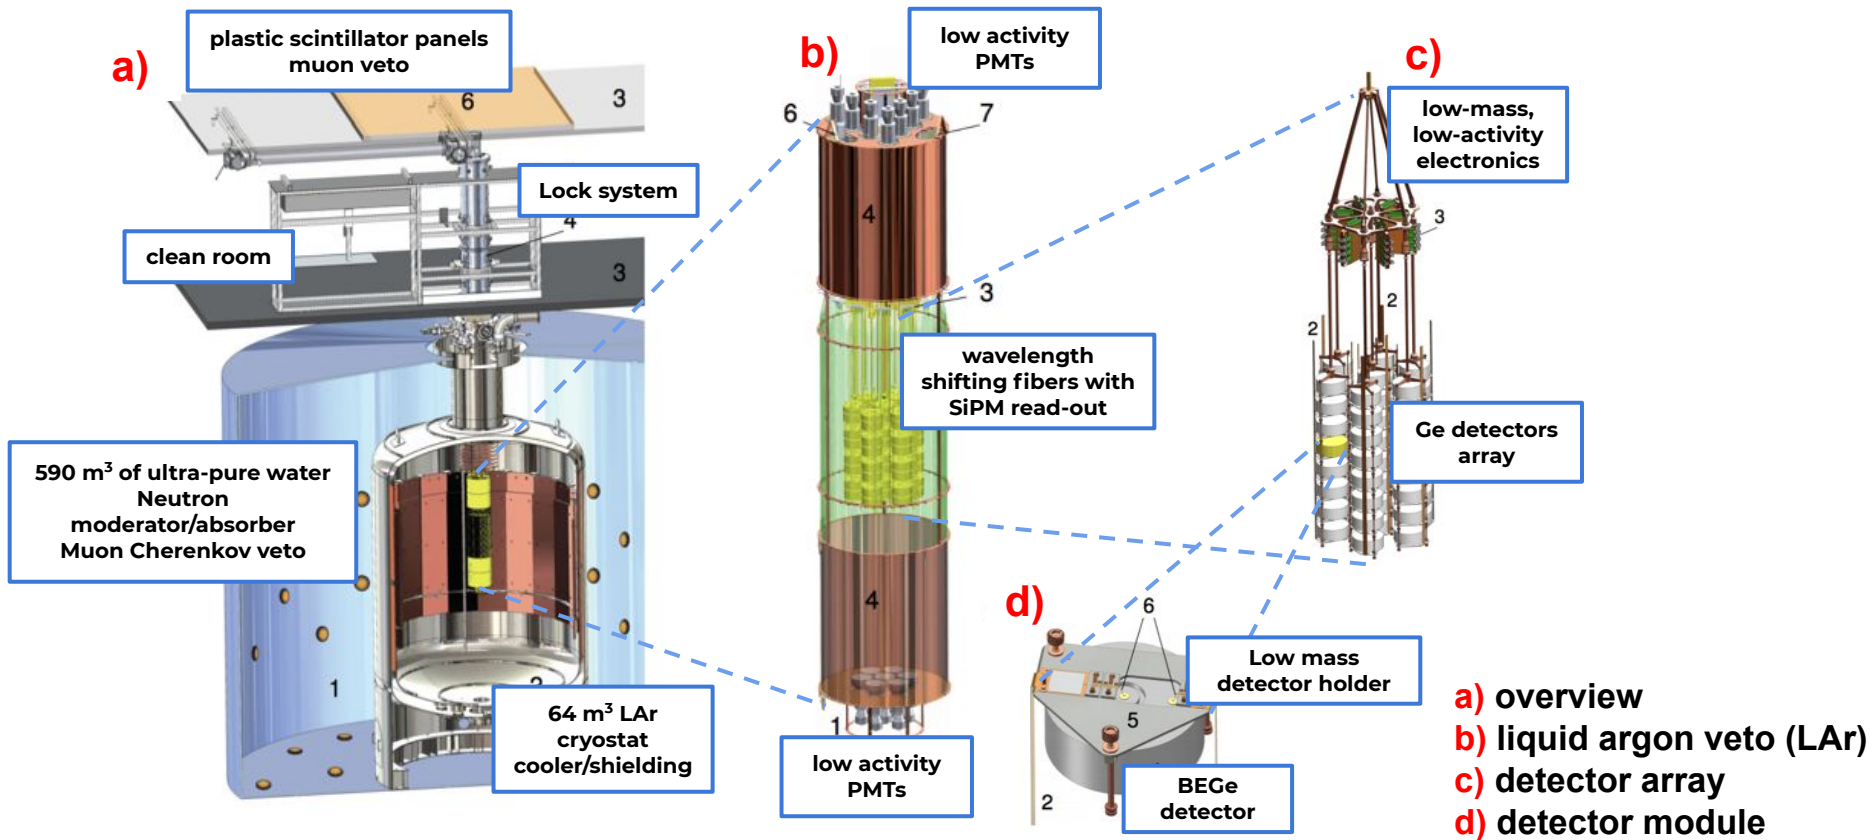 a)
plastic scintillator panels
muon veto
6
3
Lock system
4
clean room
3
590 m³ of ultra-pure water
Neutron
moderator/absorber
Muon Cherenkov veto
1
64 m³ LAr
cryostat
cooler/shielding
b)
low activity
PMTs
6
7
4
3
wavelength
shifting fibers with
SiPM read-out
4
1
low activity
PMTs
c)
low-mass,
low-activity
electronics
3
2
2
Ge detectors
array
d)
6
Low mass
detector holder
5
2
BEGe
detector
a) overview
b) liquid argon veto (LAr)
c) detector array
d) detector module